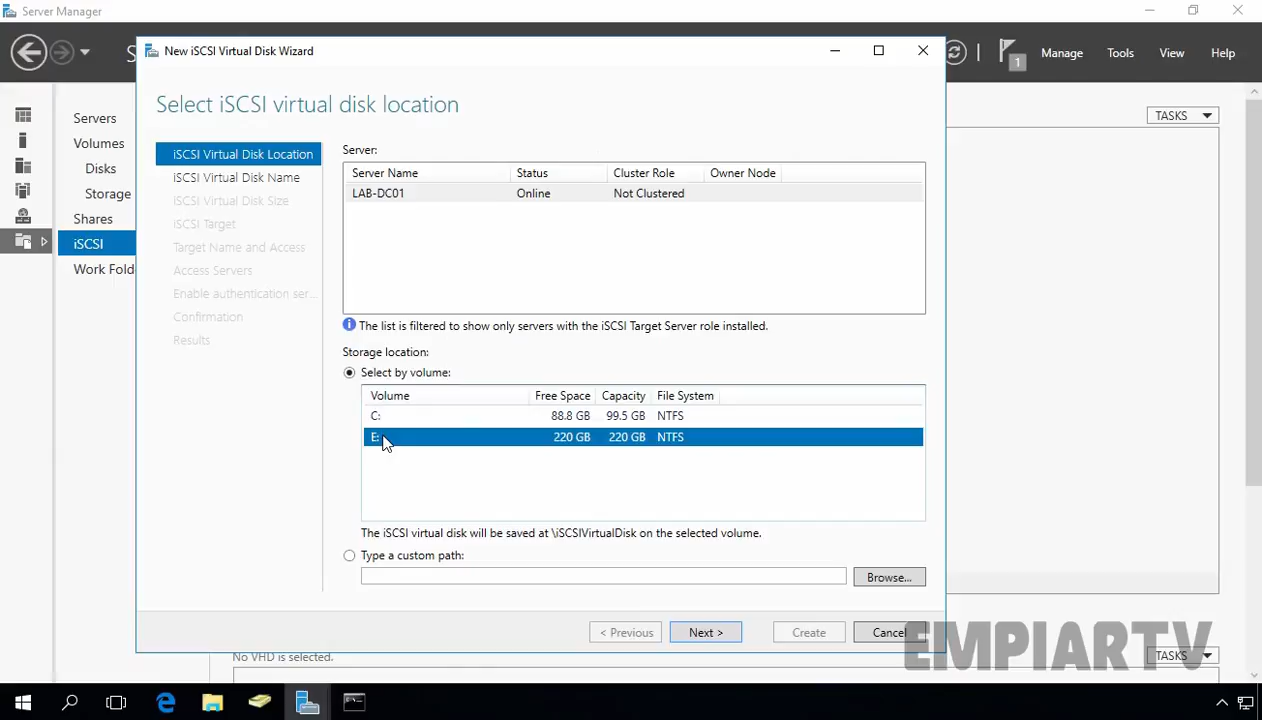 Server Manager
S
1
Manage
Tools
View
Help
New iSCSI Virtual Disk Wizard
Select iSCSI virtual disk location
Servers
Volumes
Disks
Storage
Shares
iSCSI
Work Fold
iSCSI Virtual Disk Location
iSCSI Virtual Disk Name
iSCSI Virtual Disk Size
iSCSI Target
Target Name and Access
Access Servers
Enable authentication ser...
Confirmation
Results
Server:
Server Name Status Cluster Role Owner Node
LAB-DC01 Online Not Clustered
The list is filtered to show only servers with the iSCSI Target Server role installed.
Storage location:
Select by volume:
Volume Free Space Capacity File System
C: 88.8 GB 99.5 GB NTFS
E: 220 GB 220 GB NTFS
The iSCSI virtual disk will be saved at \iSCSIVirtualDisk on the selected volume.
Type a custom path:
Browse...
< Previous
Next >
Create
Cancel
TASKS
No VHD is selected.
TASKS
EMPIARTV